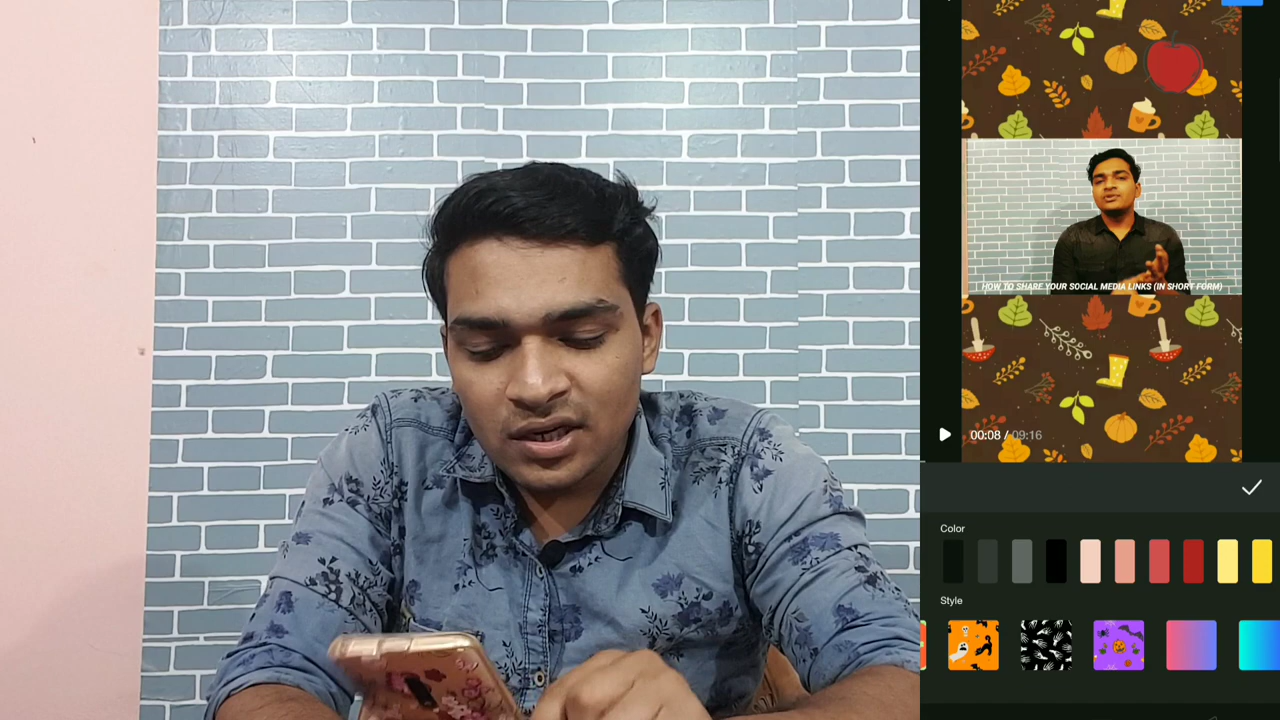 HOW TO SHARE YOUR SOCIAL MEDIA LINKS (IN SHORT FORM)
00:08 / 09:16
Color
Style